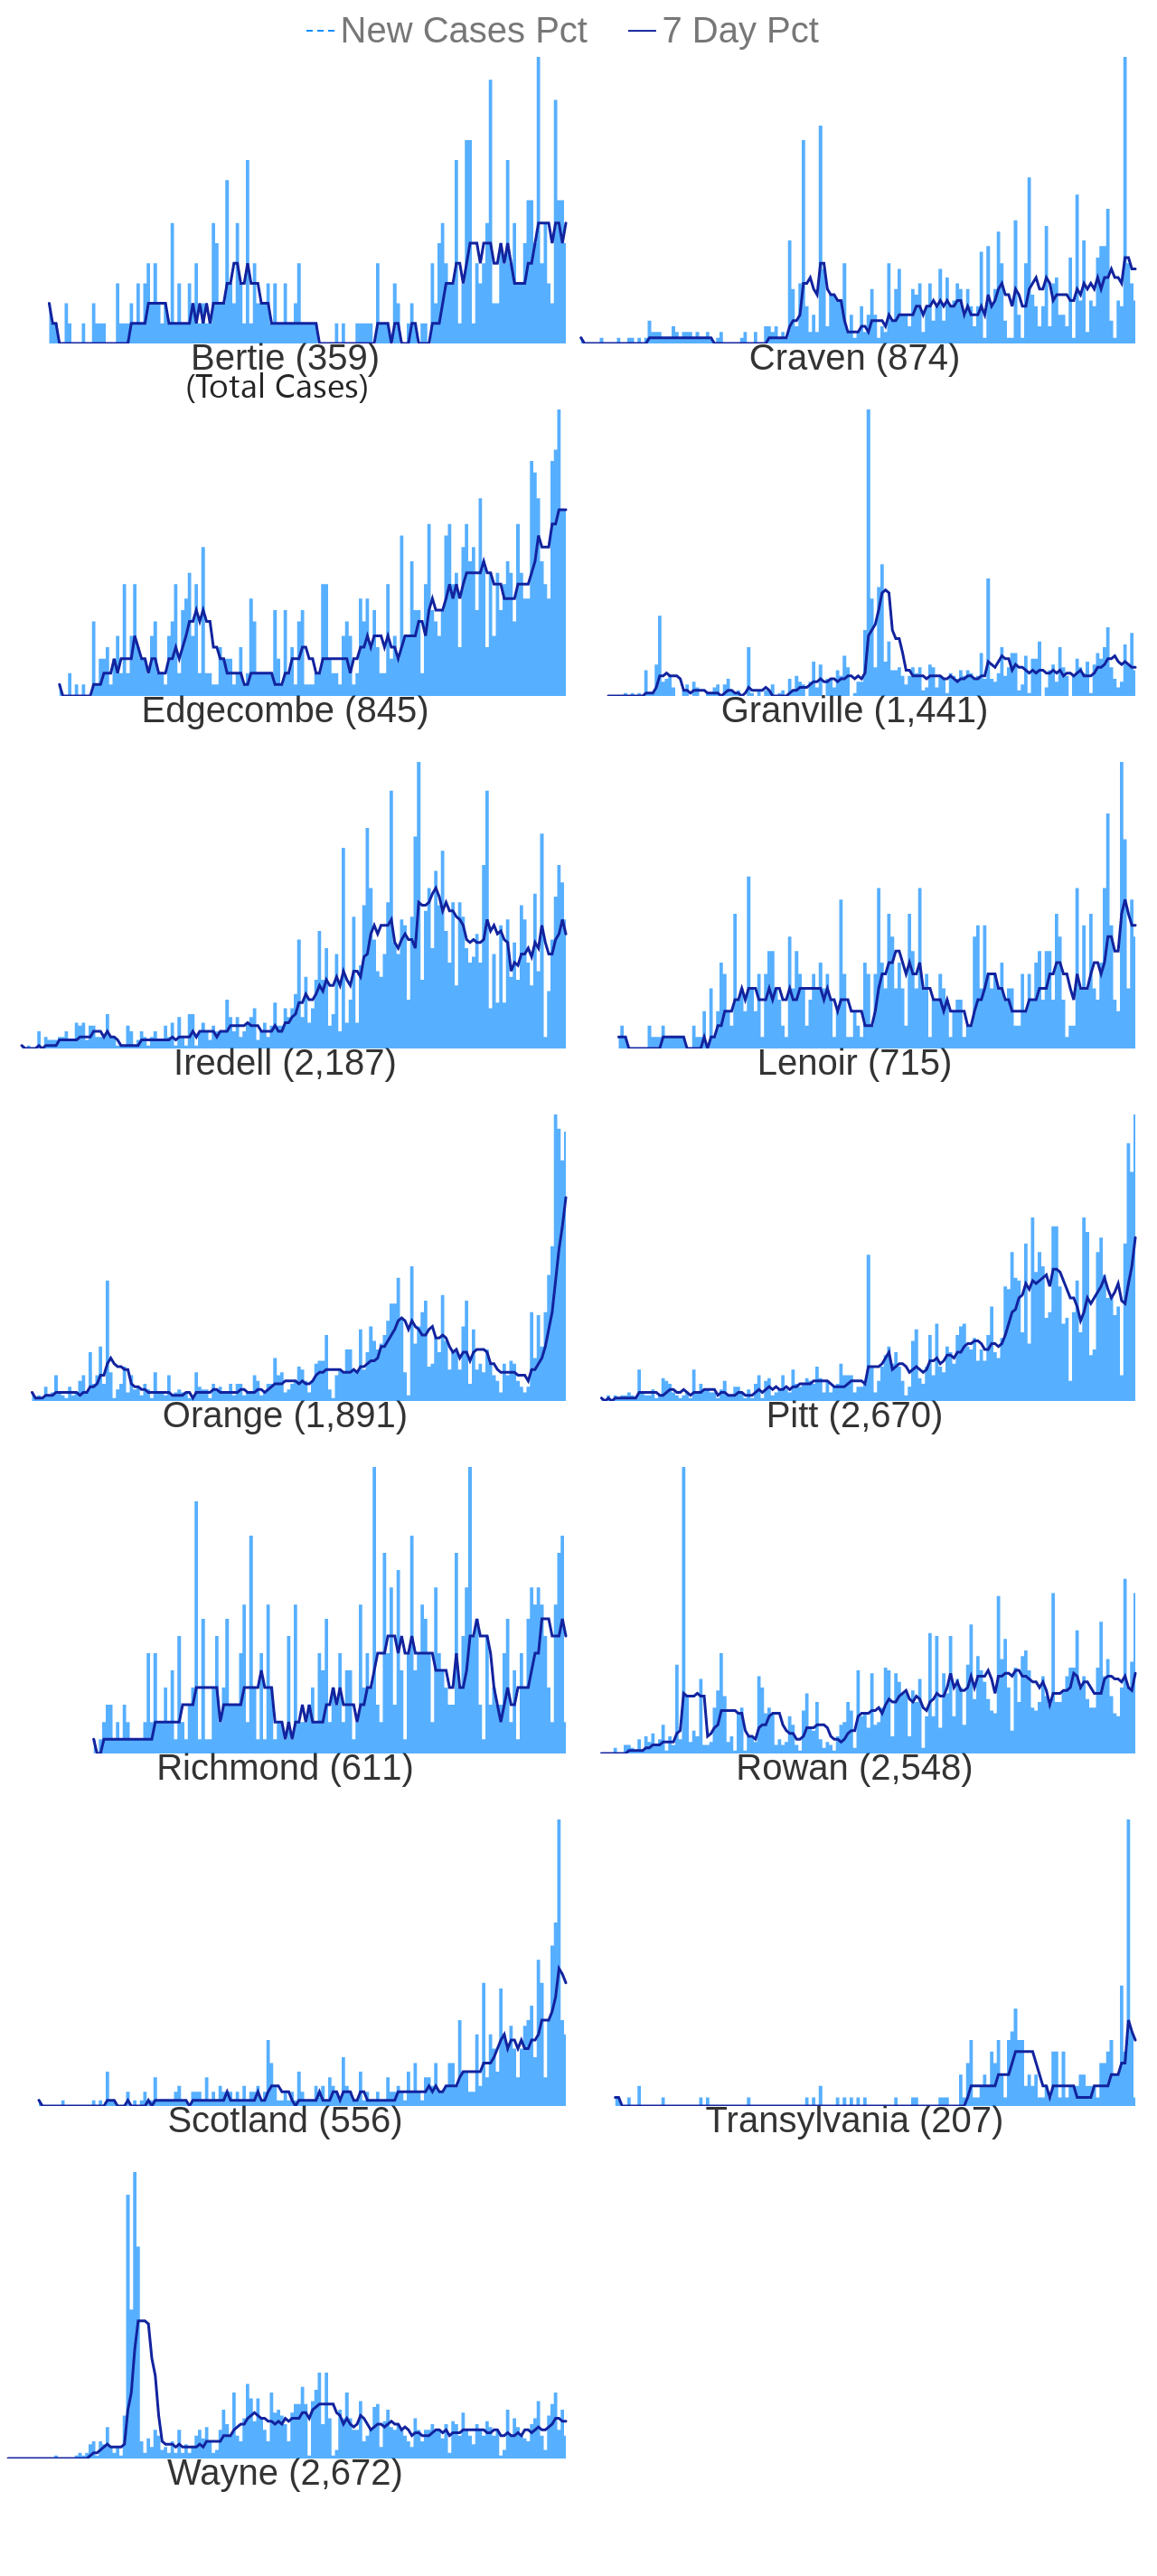 New Cases Pct 7 Day Pct
Bertie (359) Craven (874)
(Total Cases)
Edgecombe (845) Granville (1,441)
Iredell (2,187) Lenoir (715)
Orange (1,891) Pitt (2,670)
Richmond (611) Rowan (2,548)
Scotland (556) Transylvania (207)
Wayne (2,672)